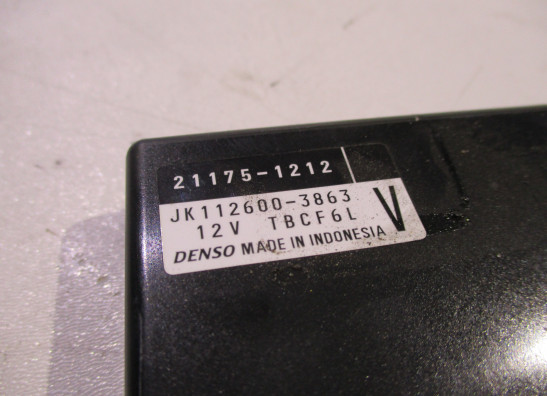 21175-1212
JK112600-3863
12V TBCF6L
V
DENSO MADE IN INDONESIA